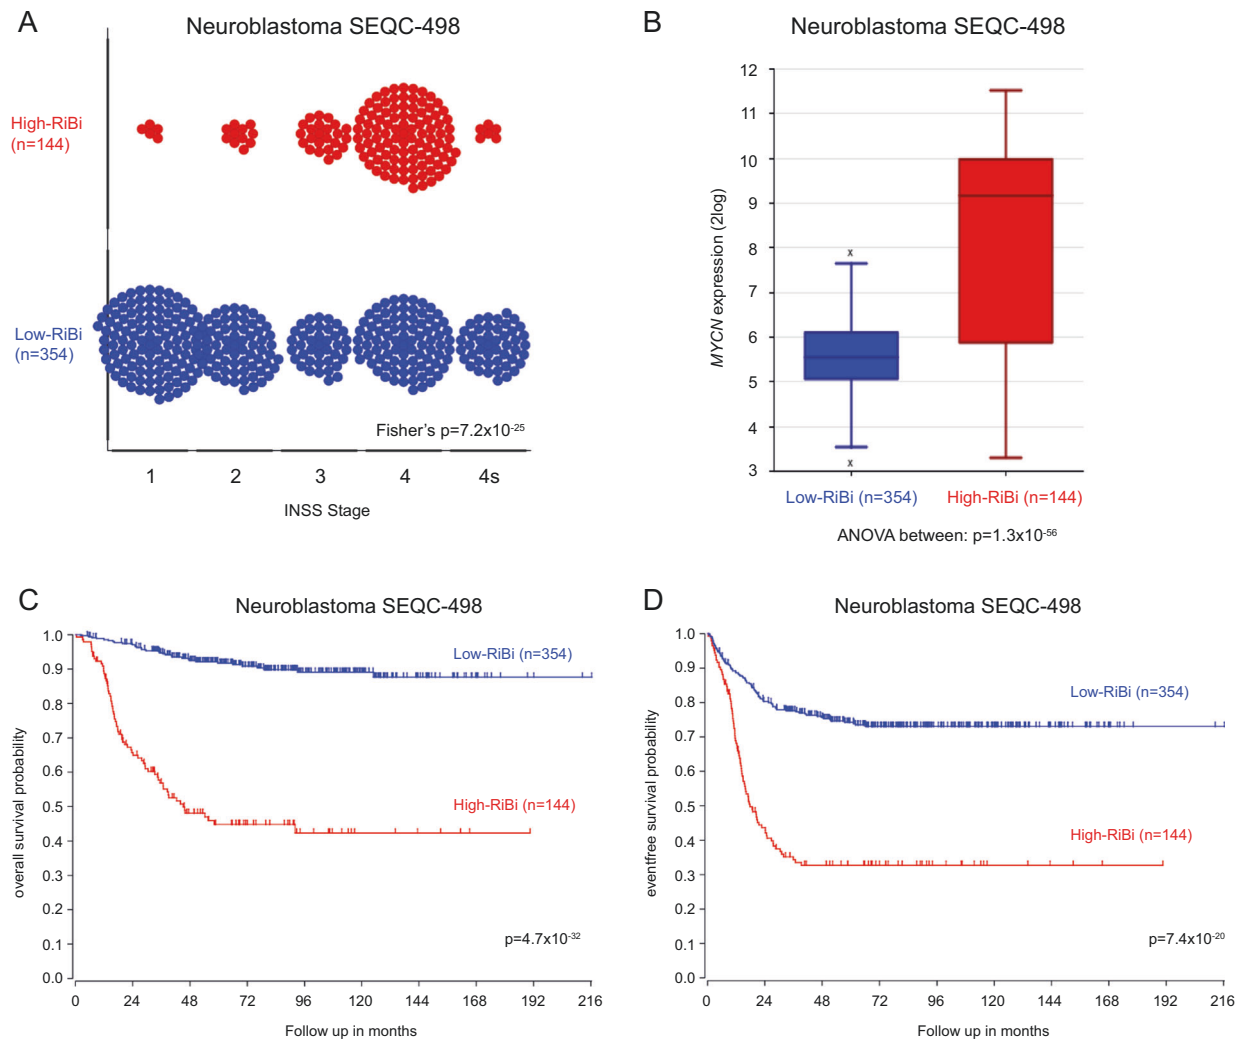 A
Neuroblastoma SEQC-498
High-RiBi
(n=144)
Low-RiBi
(n=354)
Fisher's p=7.2x10-25
1 2 3 4 4s
INSS Stage
B
Neuroblastoma SEQC-498
12
11
10
9
8
7
6
5
4
3
MYCN expression (2log)
x
x
Low-RiBi (n=354) High-RiBi (n=144)
ANOVA between: p=1.3x10-56
C
Neuroblastoma SEQC-498
1.0
0.9
0.8
0.7
0.6
0.5
0.4
0.3
0.2
0.1
0.0
overall survival probability
Low-RiBi (n=354)
High-RiBi (n=144)
p=4.7x10-32
0 24 48 72 96 120 144 168 192 216
Follow up in months
D
Neuroblastoma SEQC-498
1.0
0.9
0.8
0.7
0.6
0.5
0.4
0.3
0.2
0.1
0.0
eventfree survival probability
Low-RiBi (n=354)
High-RiBi (n=144)
p=7.4x10-20
0 24 48 72 96 120 144 168 192 216
Follow up in months